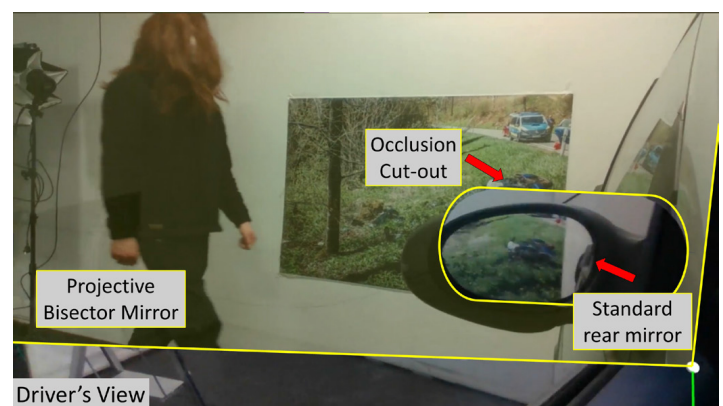 Occlusion
Cut-out
Projective
Bisector Mirror
Standard
rear mirror
Driver's View